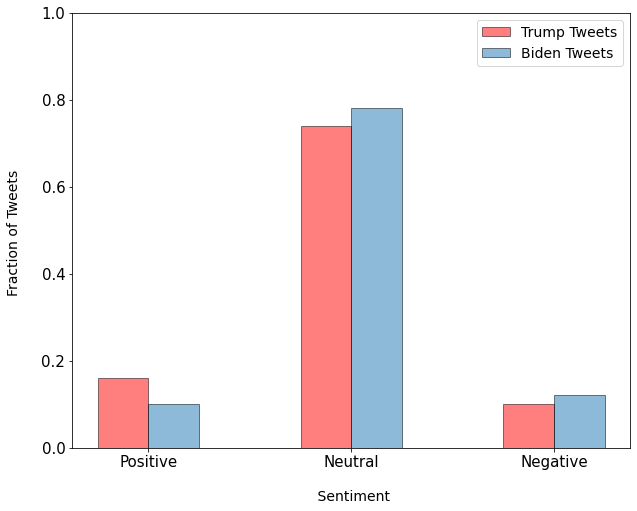 1.0
Trump Tweets
Biden Tweets
0.8
0.6
Fraction of Tweets
0.4
0.2
0.0
Positive Neutral Negative
Sentiment